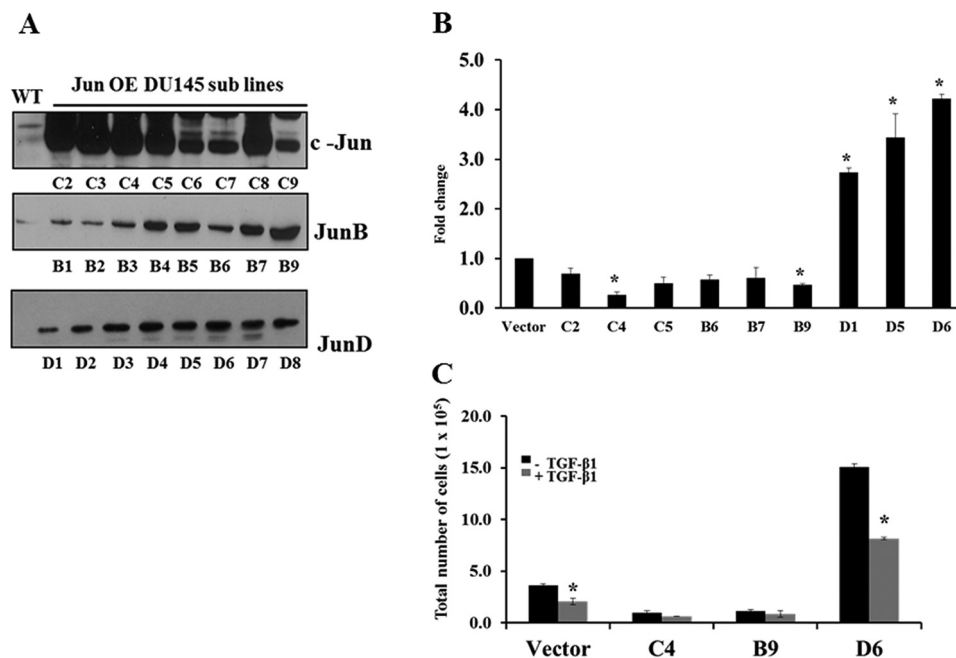 A
Jun OE DU145 sub lines
WT
c -Jun
C2 C3 C4 C5 C6 C7 C8 C9
JunB
B1 B2 B3 B4 B5 B6 B7 B9
JunD
D1 D2 D3 D4 D5 D6 D7 D8
B
Fold change
5.0
4.0
3.0
2.0
1.0
0.0
* * * * *
Vector C2 C4 C5 B6 B7 B9 D1 D5 D6
C
Total number of cells (1 x 10⁵)
20.0
15.0
10.0
5.0
0.0
- TGF-β1
+ TGF-β1
* *
Vector C4 B9 D6